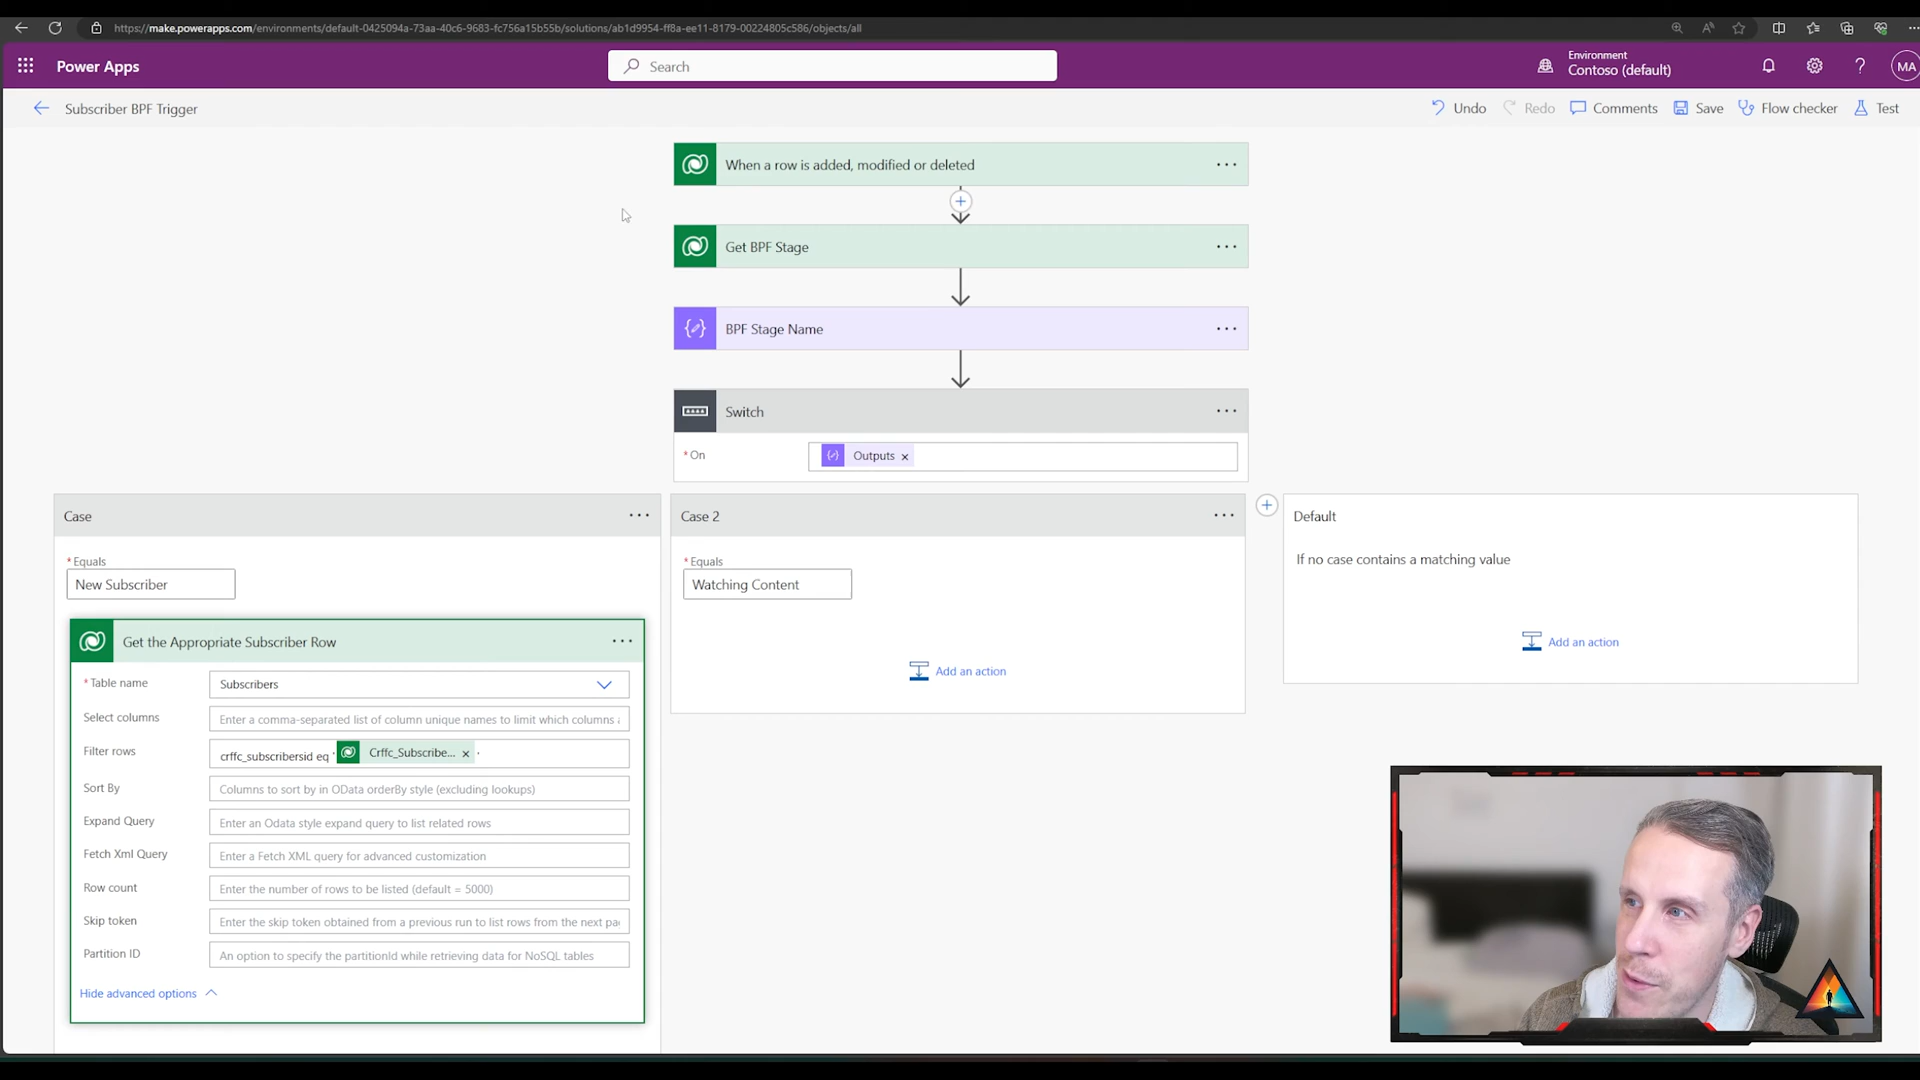 https://make.powerapps.com/environments/default-0425094a-73aa-40c6-9683-fc756a15b55b/solutions/ab1d9954-ff8a-ee11-8179-00224805c586/objects/all
Power Apps
Search
Environment
Contoso (default)
MA
Subscriber BPF Trigger
Undo
Redo
Comments
Save
Flow checker
Test
When a row is added, modified or deleted
Get BPF Stage
BPF Stage Name
Switch
* On
Outputs ×
Case
Case 2
Default
* Equals
New Subscriber
* Equals
Watching Content
If no case contains a matching value
Get the Appropriate Subscriber Row
Add an action
Add an action
* Table name
Subscribers
Select columns
Enter a comma-separated list of column unique names to limit which columns a
Filter rows
crffc_subscribersid eq ' Crffc_Subscribe... × '
Sort By
Columns to sort by in OData orderBy style (excluding lookups)
Expand Query
Enter an Odata style expand query to list related rows
Fetch Xml Query
Enter a Fetch XML query for advanced customization
Row count
Enter the number of rows to be listed (default = 5000)
Skip token
Enter the skip token obtained from a previous run to list rows from the next pa
Partition ID
An option to specify the partitionId while retrieving data for NoSQL tables
Hide advanced options